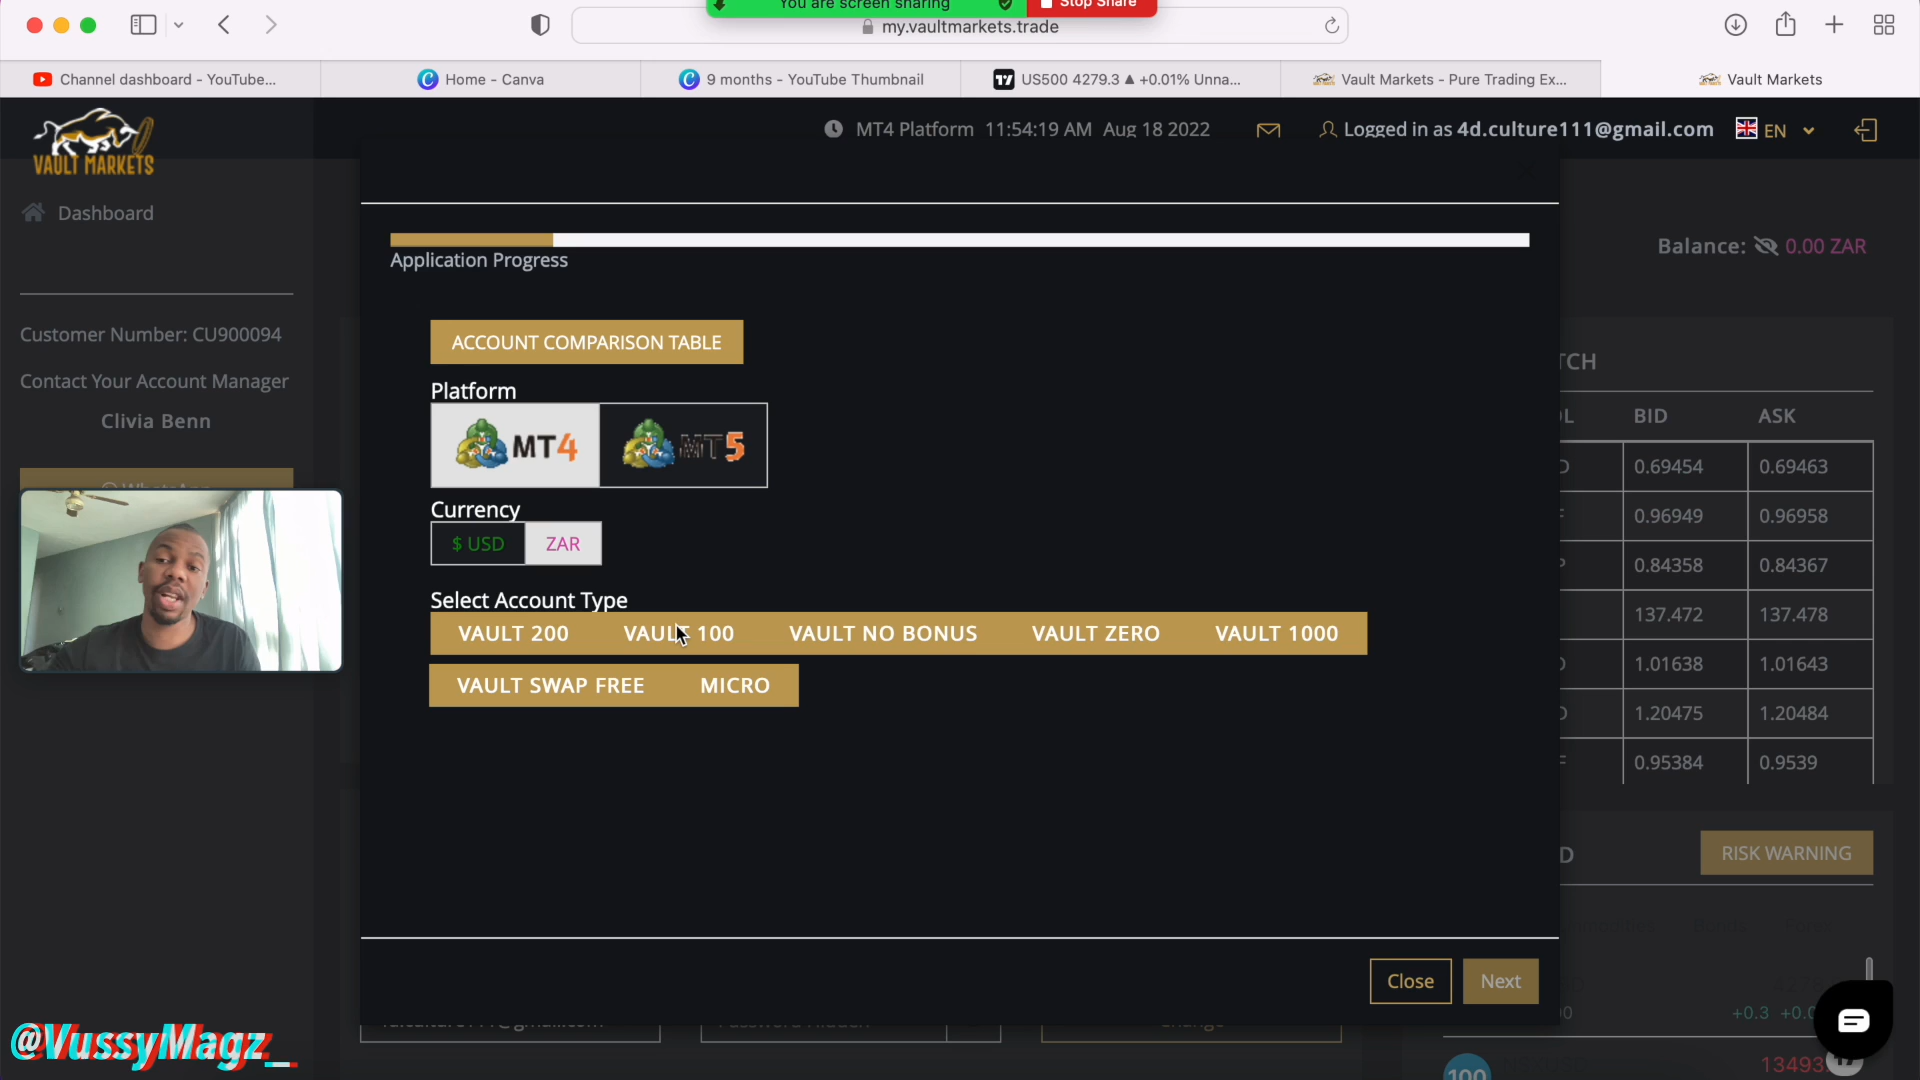 You are screen sharing
Stop Share
my.vaultmarkets.trade
Channel dashboard - YouTube...
Home - Canva
9 months - YouTube Thumbnail
US500 4279.3 ▲ +0.01% Unna...
Vault Markets - Pure Trading Ex...
Vault Markets
VAULT MARKETS
MT4 Platform 11:54:19 AM Aug 18 2022
Logged in as 4d.culture111@gmail.com
EN
Dashboard
Balance: 0.00 ZAR
Application Progress
Customer Number: CU900094
Contact Your Account Manager
Clivia Benn
WhatsApp
ACCOUNT COMPARISON TABLE
Platform
MT4
MT5
Currency
$ USD
ZAR
Select Account Type
VAULT 200
VAULT 100
VAULT NO BONUS
VAULT ZERO
VAULT 1000
VAULT SWAP FREE
MICRO
TCH
BID ASK
0.69454 0.69463
0.96949 0.96958
0.84358 0.84367
137.472 137.478
1.01638 1.01643
1.20475 1.20484
0.95384 0.9539
RISK WARNING
Close
Next
Change
+0.3
13493
100
@VussyMagz_